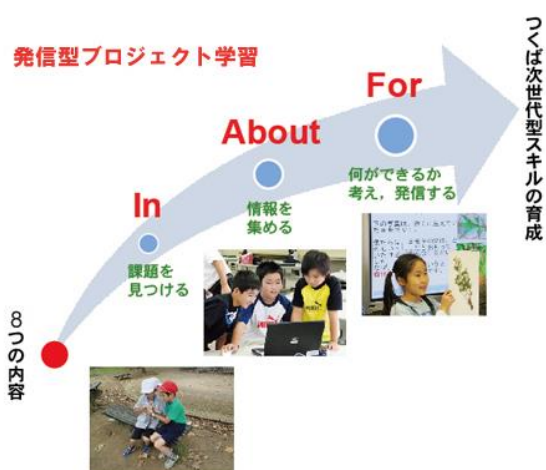 発信型プロジェクト学習
For
About
In
何ができるか
考え，発信する
情報を
集める
課題を
見つける
8つの内容
つくば次世代型スキルの育成